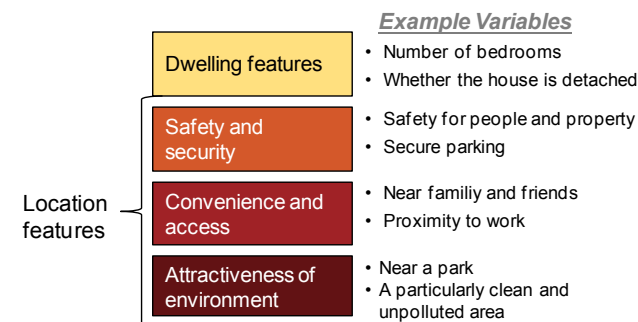 Example Variables
Dwelling features
• Number of bedrooms
• Whether the house is detached
Safety and
security
• Safety for people and property
• Secure parking
Location
features
Convenience and
access
• Near familiy and friends
• Proximity to work
Attractiveness of
environment
• Near a park
• A particularly clean and
unpolluted area